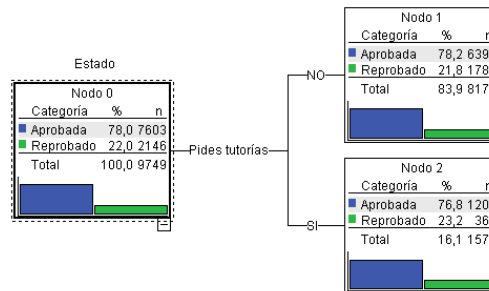 Estado
Nodo 0
Categoría % n
Aprobada 78,0 7603
Reprobado 22,0 2146
Total 100,0 9749
Pides tutorías
NO
Nodo 1
Categoría %
Aprobada 78,2 639
Reprobado 21,8 178
Total 83,9 817
SI
Nodo 2
Categoría %
Aprobada 76,8 120
Reprobado 23,2 36
Total 16,1 157